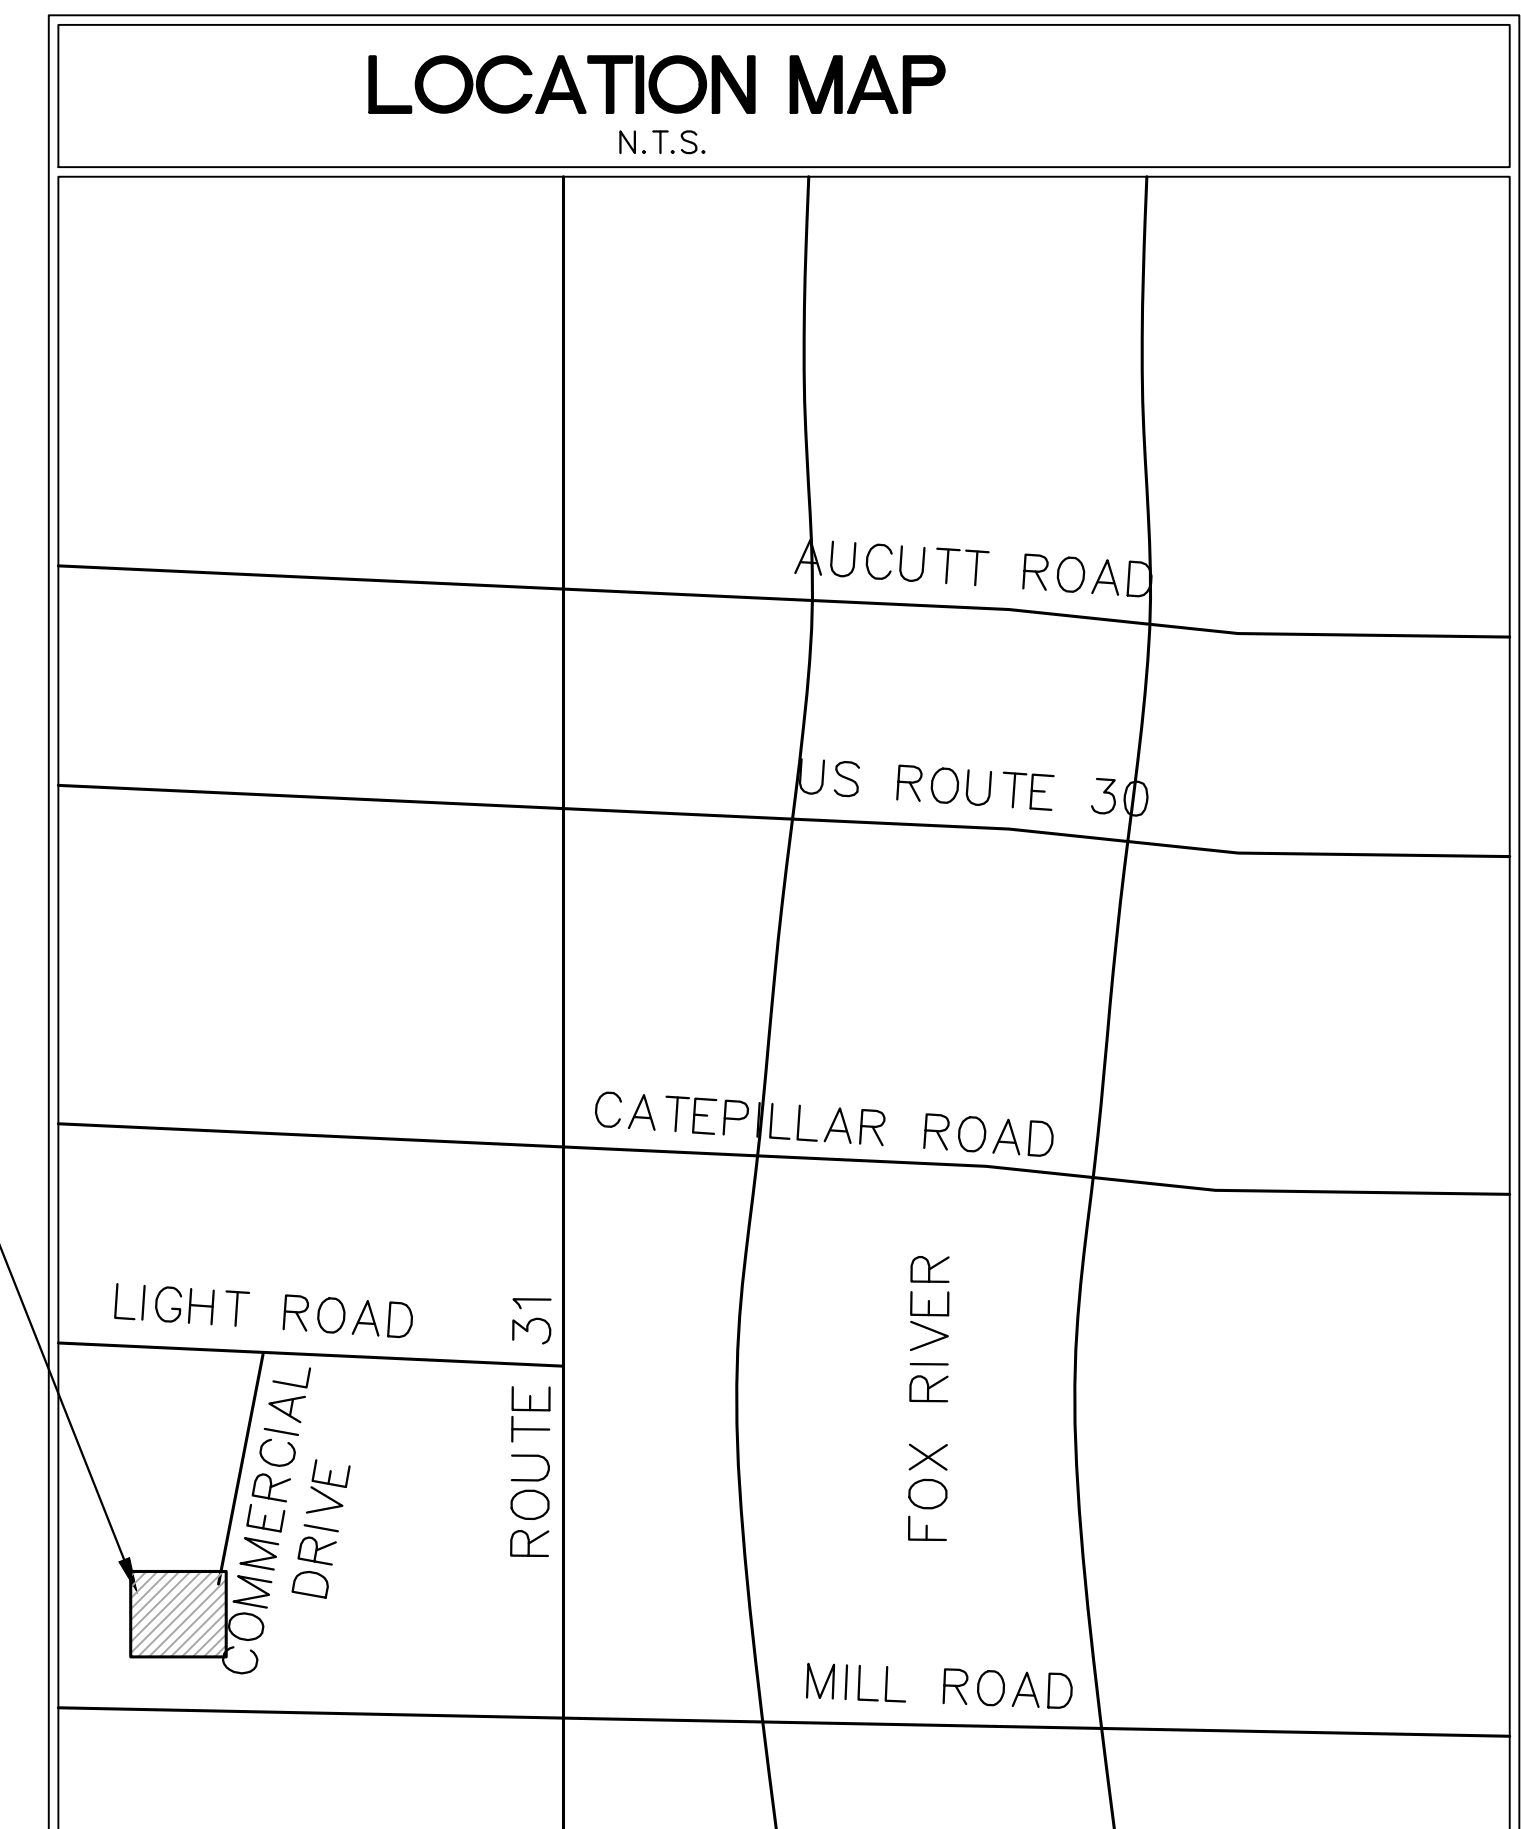 LOCATION MAP
N.T.S.
AUCUTT ROAD
US ROUTE 30
CATEPILLAR ROAD
LIGHT ROAD
ROUTE 31
FOX RIVER
COMMERCIAL
DRIVE
MILL ROAD